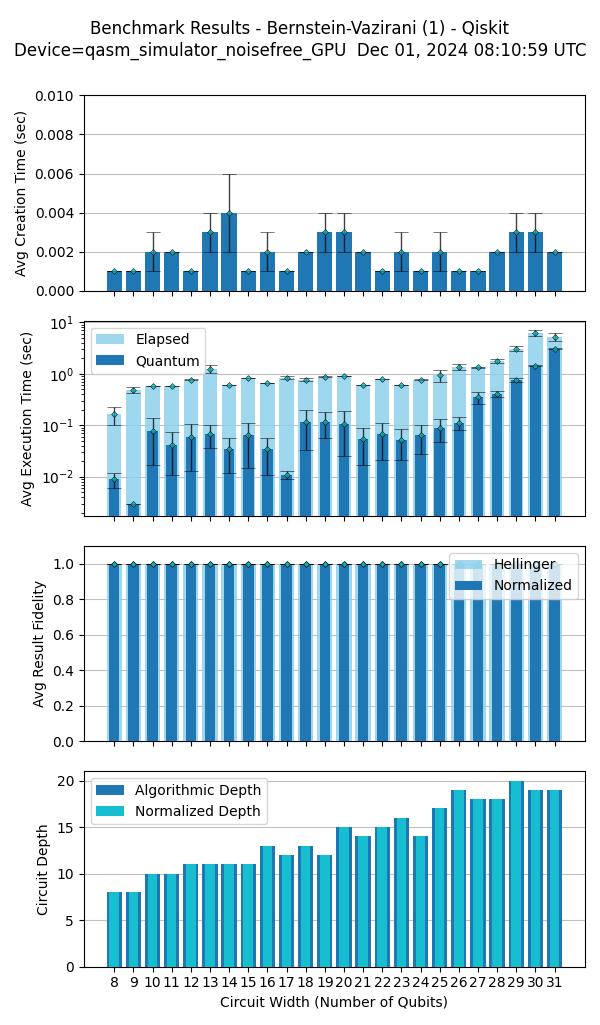 Benchmark Results - Bernstein-Vazirani (1) - Qiskit
Device=qasm_simulator_noisefree_GPU  Dec 01, 2024 08:10:59 UTC
Avg Creation Time (sec)
0.010
0.008
0.006
0.004
0.002
0.000
Avg Execution Time (sec)
10¹
10⁰
10⁻¹
10⁻²
Elapsed
Quantum
Avg Result Fidelity
1.0
0.8
0.6
0.4
0.2
0.0
Hellinger
Normalized
Circuit Depth
20
15
10
5
0
Algorithmic Depth
Normalized Depth
8 9 10 11 12 13 14 15 16 17 18 19 20 21 22 23 24 25 26 27 28 29 30 31
Circuit Width (Number of Qubits)